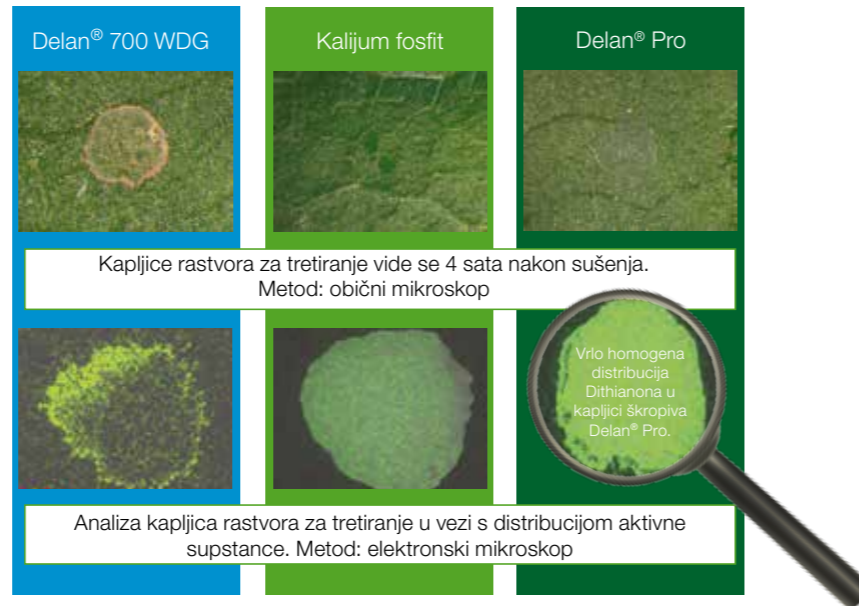 Delan® 700 WDG
Kalijum fosfit
Delan® Pro
Kapljice rastvora za tretiranje vide se 4 sata nakon sušenja.
Metod: obični mikroskop
Vrlo homogena
distribucija
Dithianona u
kapljici škropiva
Delan® Pro.
Analiza kapljica rastvora za tretiranje u vezi s distribucijom aktivne
supstance. Metod: elektronski mikroskop